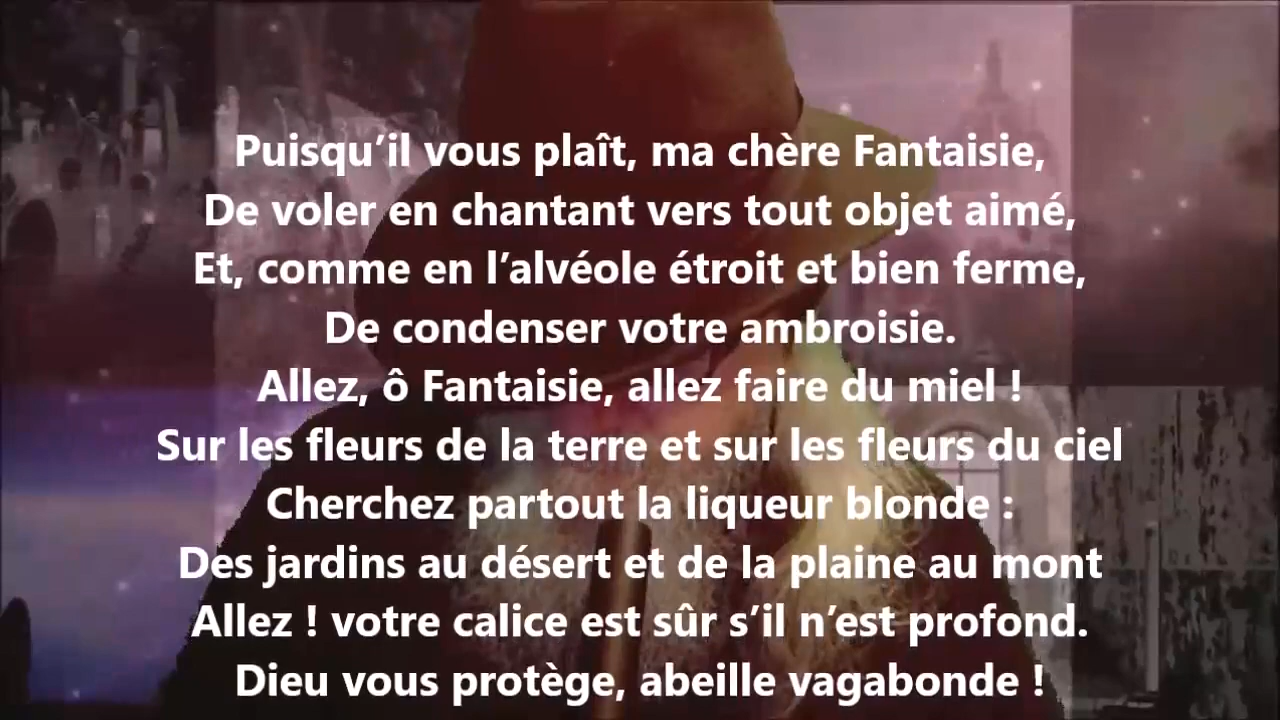 Puisqu’il vous plaît, ma chère Fantaisie,
De voler en chantant vers tout objet aimé,
Et, comme en l’alvéole étroit et bien ferme,
De condenser votre ambroisie.
Allez, ô Fantaisie, allez faire du miel !
Sur les fleurs de la terre et sur les fleurs du ciel
Cherchez partout la liqueur blonde :
Des jardins au désert et de la plaine au mont
Allez ! votre calice est sûr s’il n’est profond.
Dieu vous protège, abeille vagabonde !